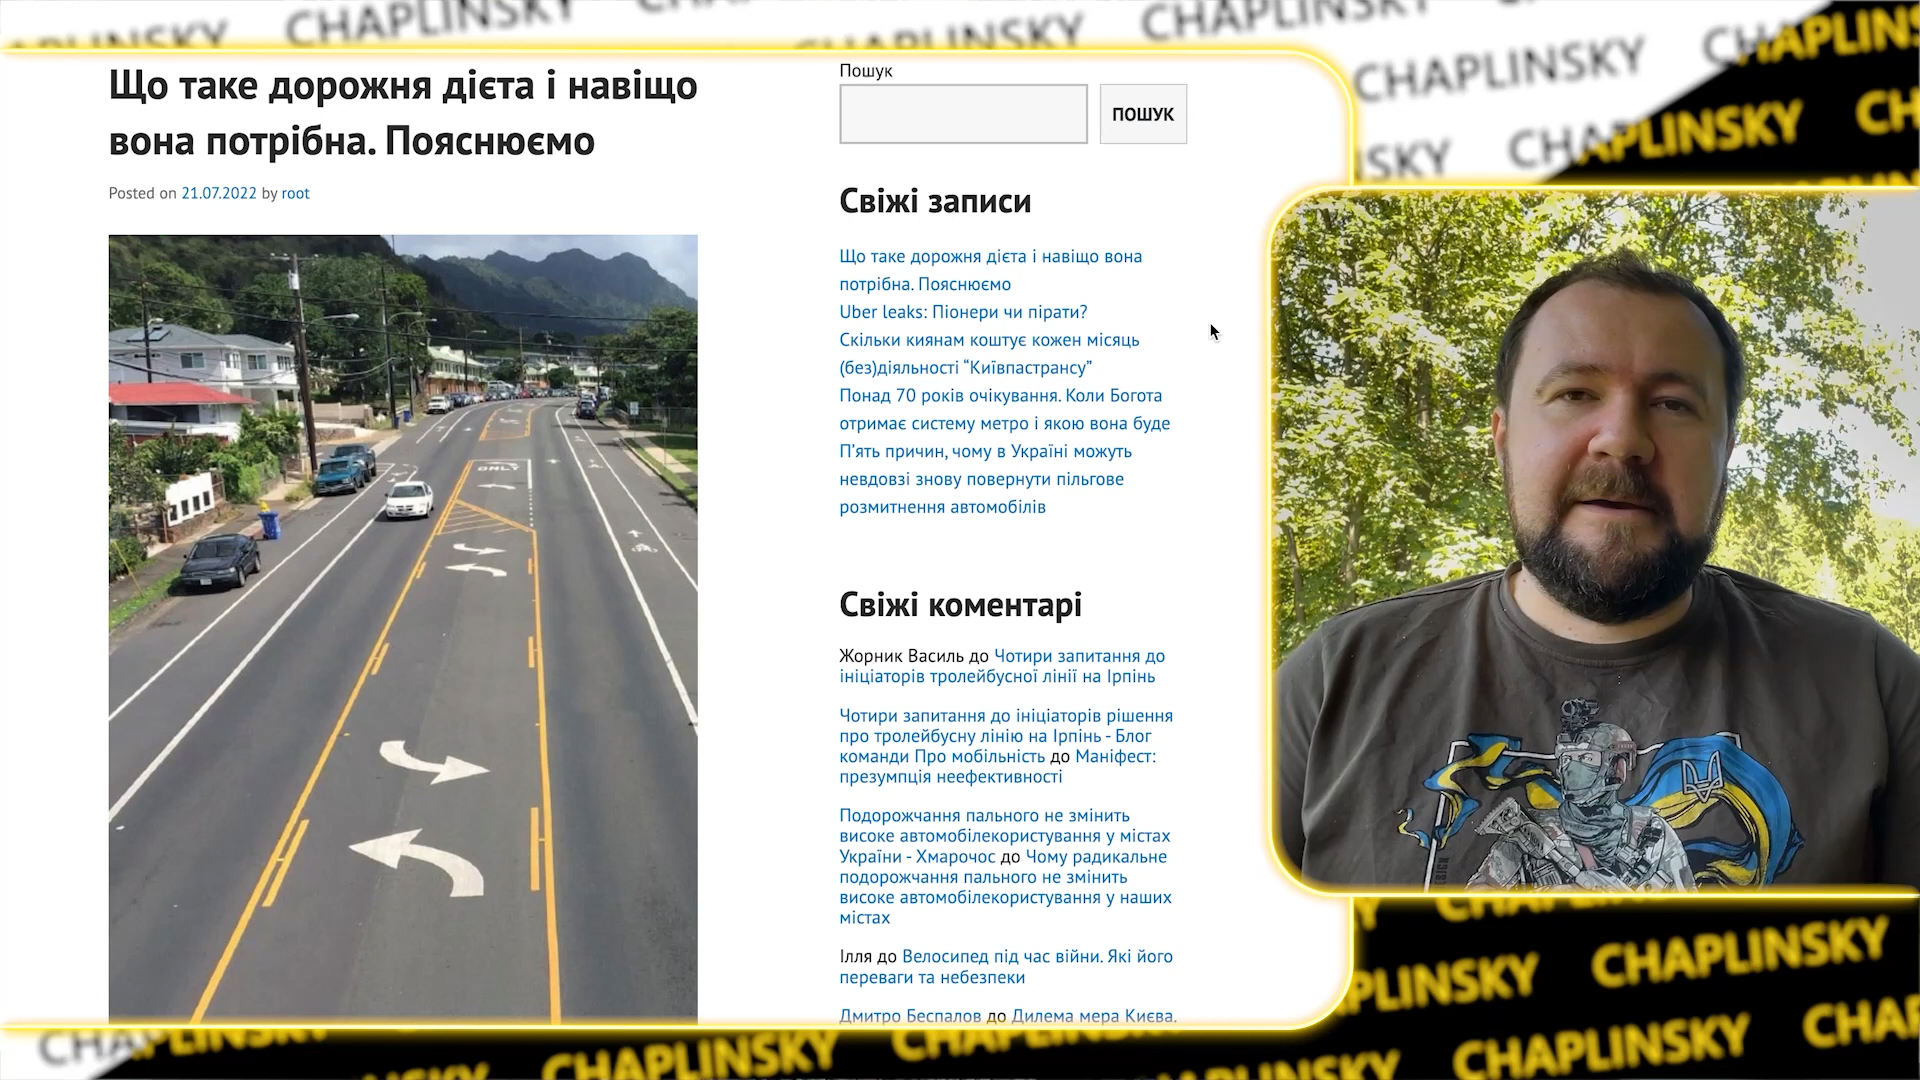 CHAPLINSKY
CHAPLINSKY
CHAPLINSKY
CHAPLINSKY
Що таке дорожня дієта і навіщо
вона потрібна. Пояснюємо
Posted on 21.07.2022 by root
ONLY
Пошук
ПОШУК
Свіжі записи
Що таке дорожня дієта і навіщо вона
потрібна. Пояснюємо
Uber leaks: Піонери чи пірати?
Скільки киянам коштує кожен місяць
(без)діяльності “Київпастрансу”
Понад 70 років очікування. Коли Богота
отримає систему метро і якою вона буде
П’ять причин, чому в Україні можуть
невдовзі знову повернути пільгове
розмитнення автомобілів
Свіжі коментарі
Жорник Василь до Чотири запитання до
ініціаторів тролейбусної лінії на Ірпінь
Чотири запитання до ініціаторів рішення
про тролейбусну лінію на Ірпінь - Блог
команди Про мобільність до Маніфест:
презумпція неефективності
Подорожчання пального не змінить
високе автомобілекористування у містах
України - Хмарочос до Чому радикальне
подорожчання пального не змінить
високе автомобілекористування у наших
містах
Ілля до Велосипед під час війни. Які його
переваги та небезпеки
Дмитро Беспалов до Дилема мера Києва.
CHAPLINSKY
CHAPLINSKY
CHAPLINSKY
CHAPLINSKY